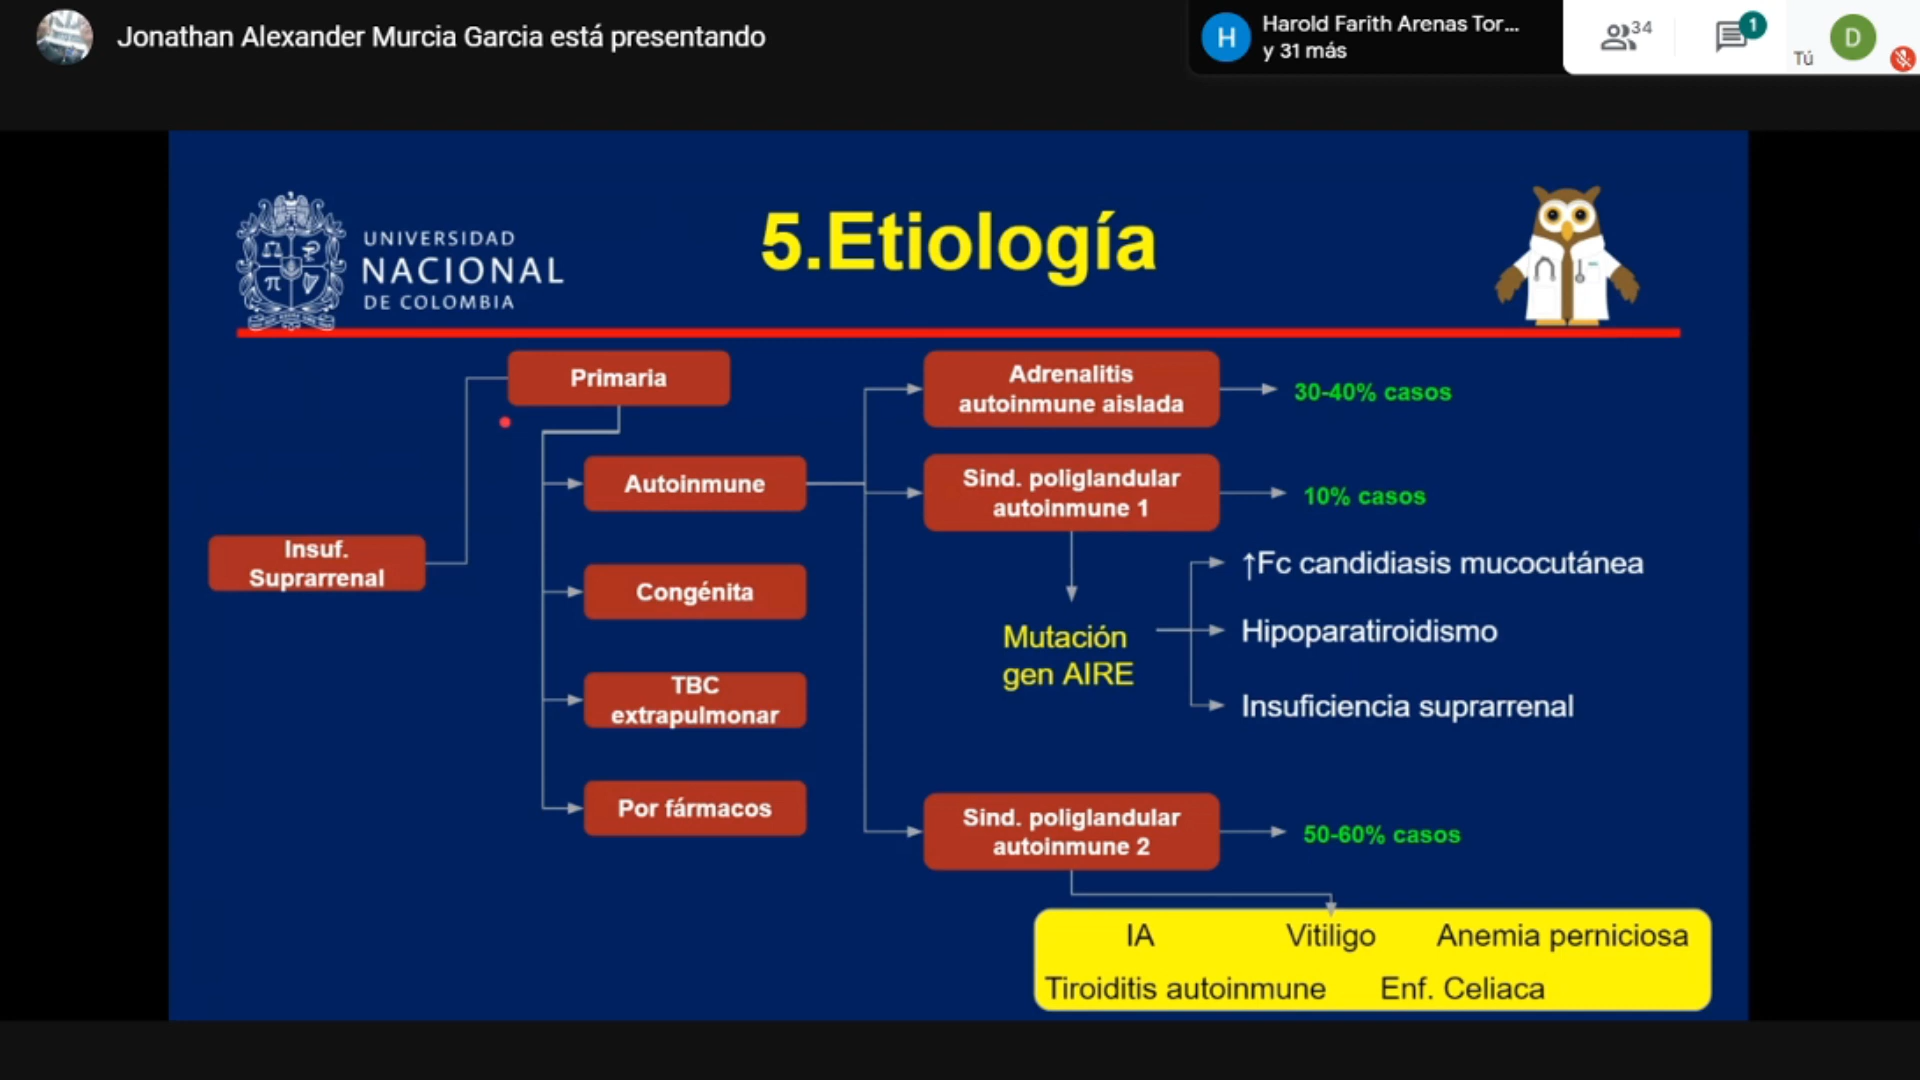 Jonathan Alexander Murcia Garcia está presentando
H
Harold Farith Arenas Tor...
y 31 más
34
1
Tú
D
UNIVERSIDAD
NACIONAL
DE COLOMBIA
5.Etiología
Primaria
Adrenalitis
autoinmune aislada
30-40% casos
Autoinmune
Sind. poliglandular
autoinmune 1
10% casos
Insuf.
Suprarrenal
Congénita
↑Fc candidiasis mucocutánea
Mutación
gen AIRE
Hipoparatiroidismo
Insuficiencia suprarrenal
TBC
extrapulmonar
Por fármacos
Sind. poliglandular
autoinmune 2
50-60% casos
IA Vitiligo Anemia perniciosa
Tiroiditis autoinmune Enf. Celiaca